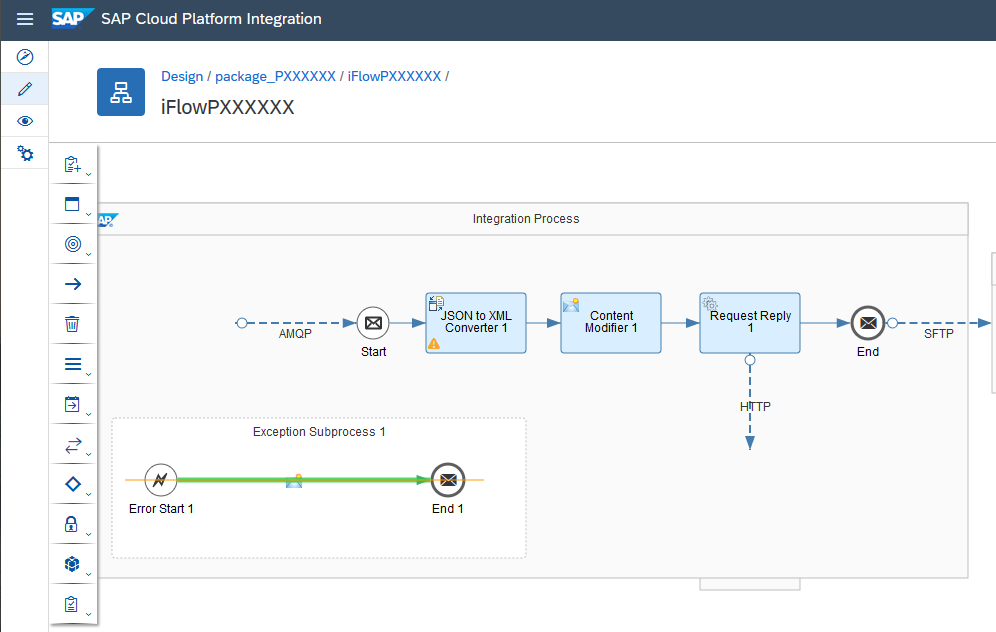 SAP SAP Cloud Platform Integration
Design / package_PXXXXXX / iFlowPXXXXXX /
iFlowPXXXXXX
Integration Process
JSON to XML
Converter 1
Content
Modifier 1
Request Reply
1
AMQP
SFTP
Start
End
HTTP
Exception Subprocess 1
Error Start 1
End 1